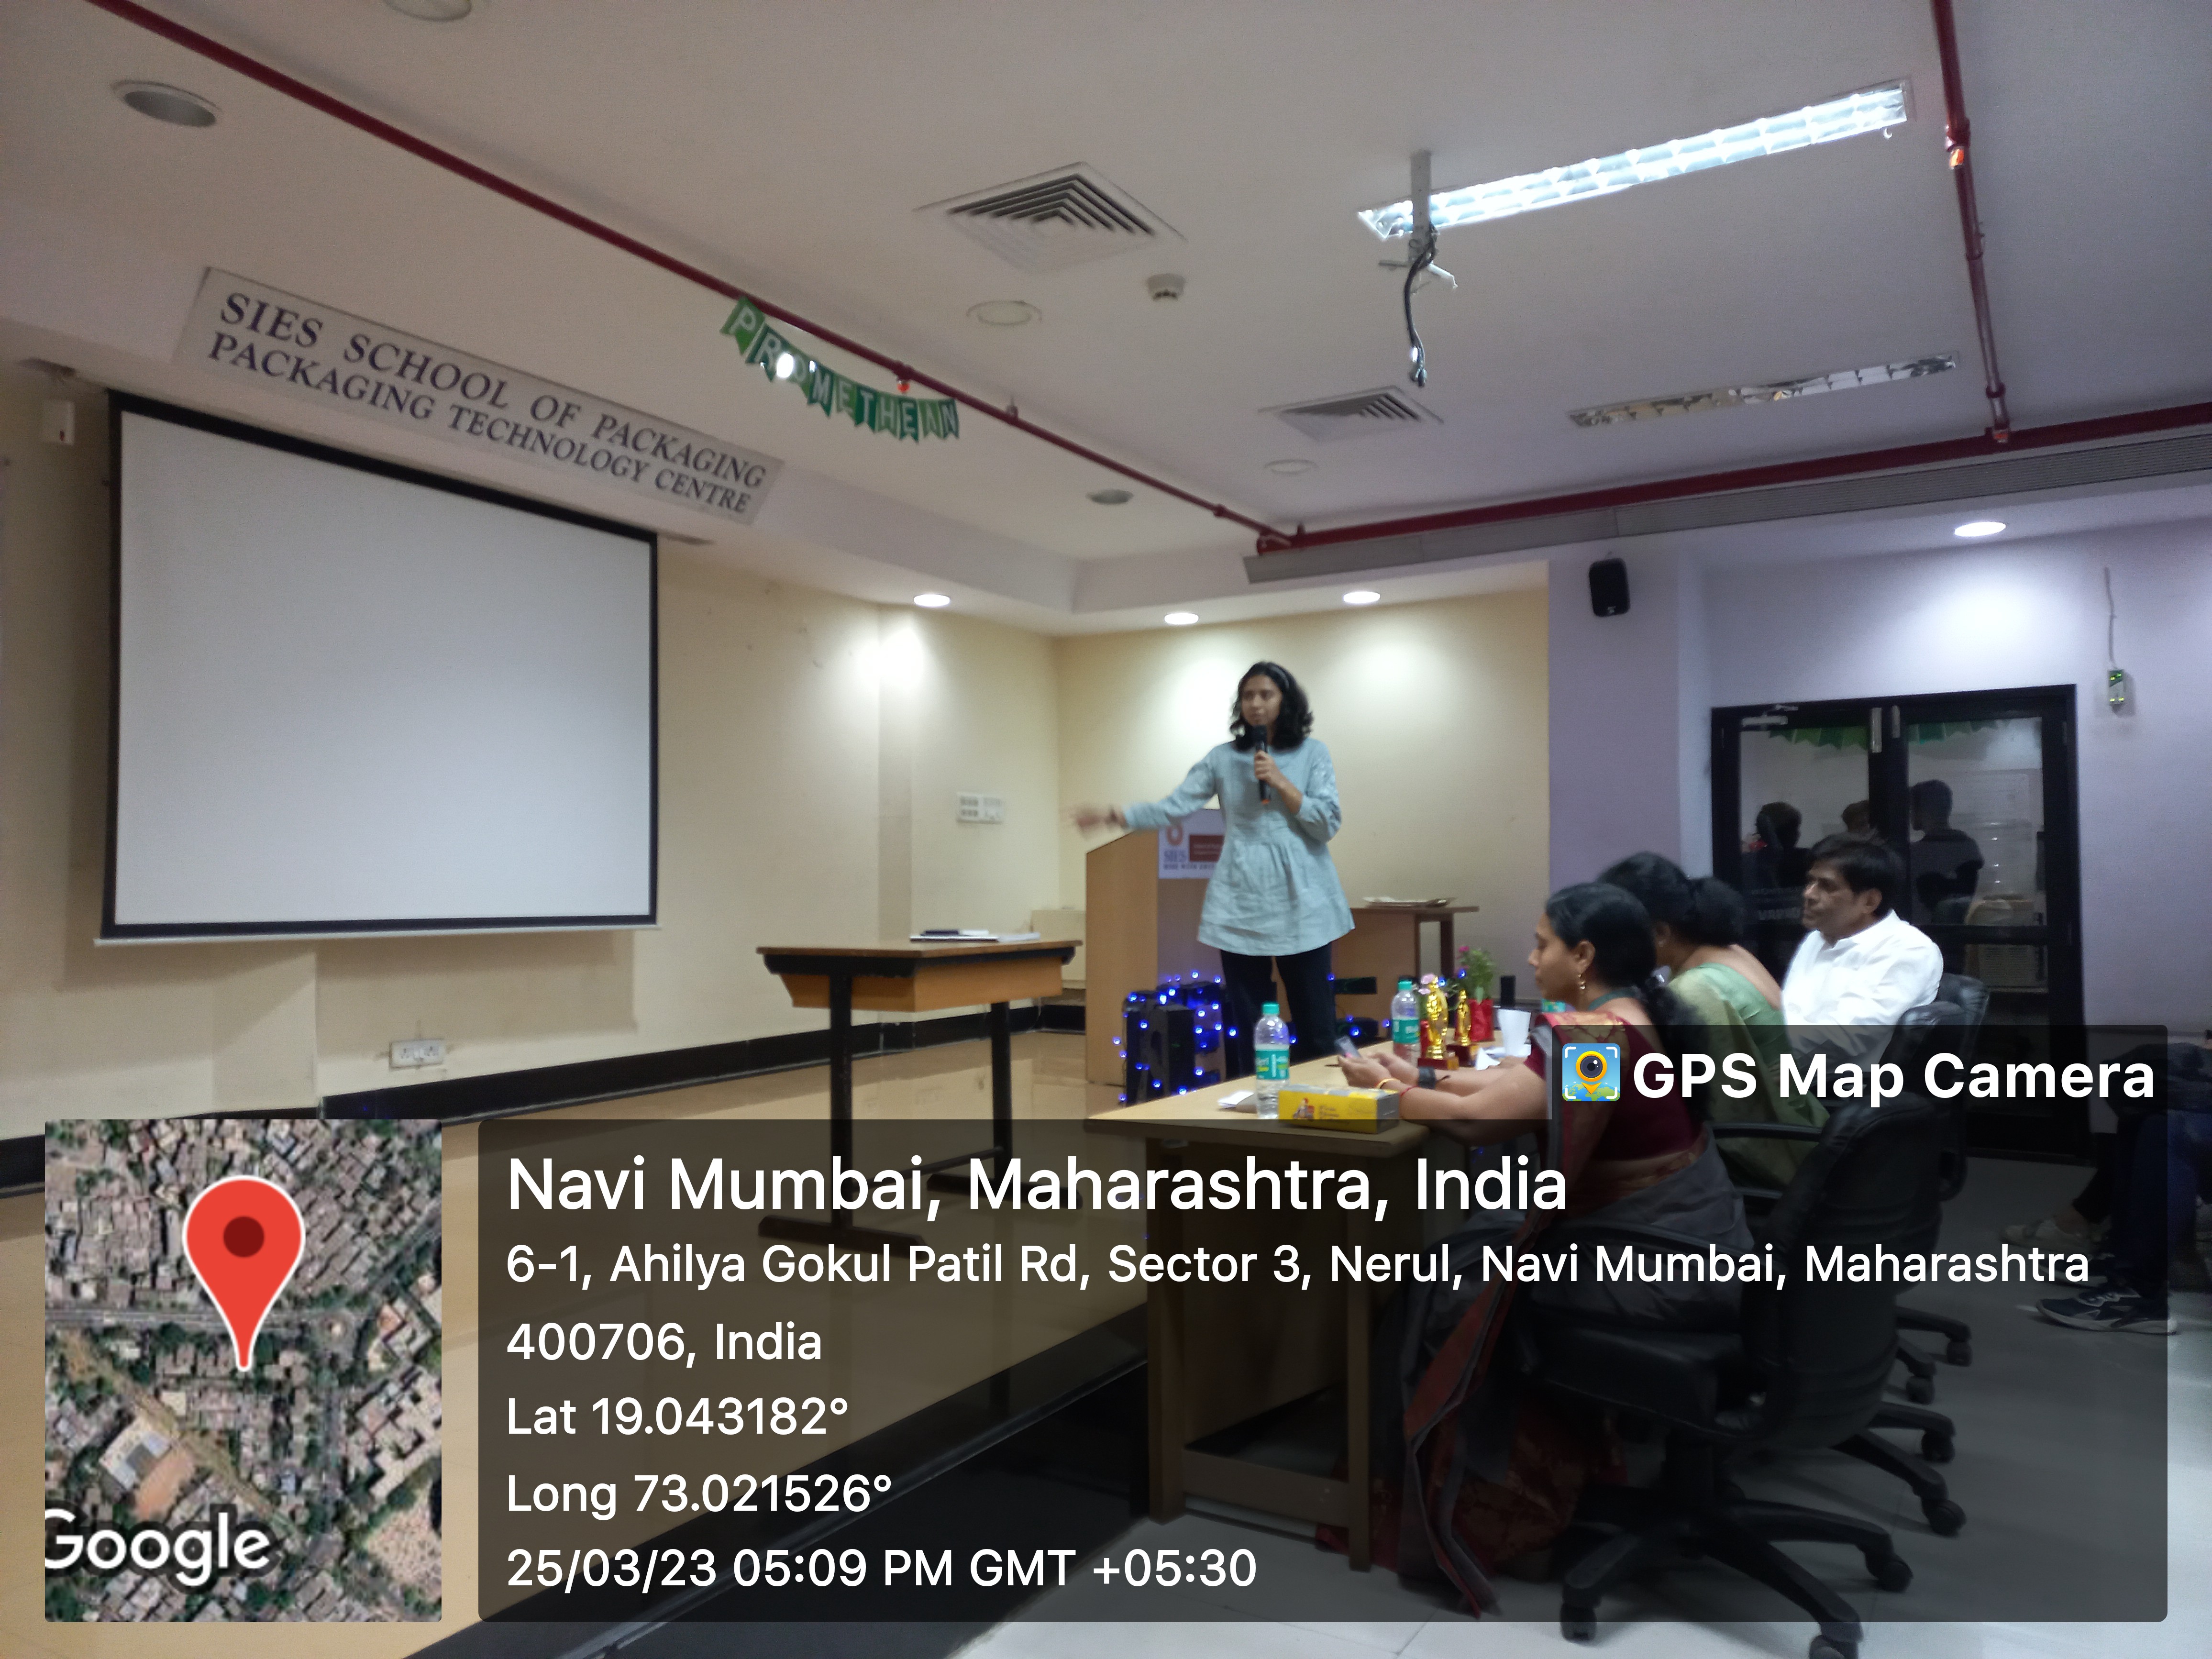 SIES SCHOOL OF PACKAGING
PACKAGING TECHNOLOGY CENTRE
PROMETHEAN
SIES
GPS Map Camera
Navi Mumbai, Maharashtra, India
6-1, Ahilya Gokul Patil Rd, Sector 3, Nerul, Navi Mumbai, Maharashtra
400706, India
Lat 19.043182°
Long 73.021526°
25/03/23 05:09 PM GMT +05:30
Google